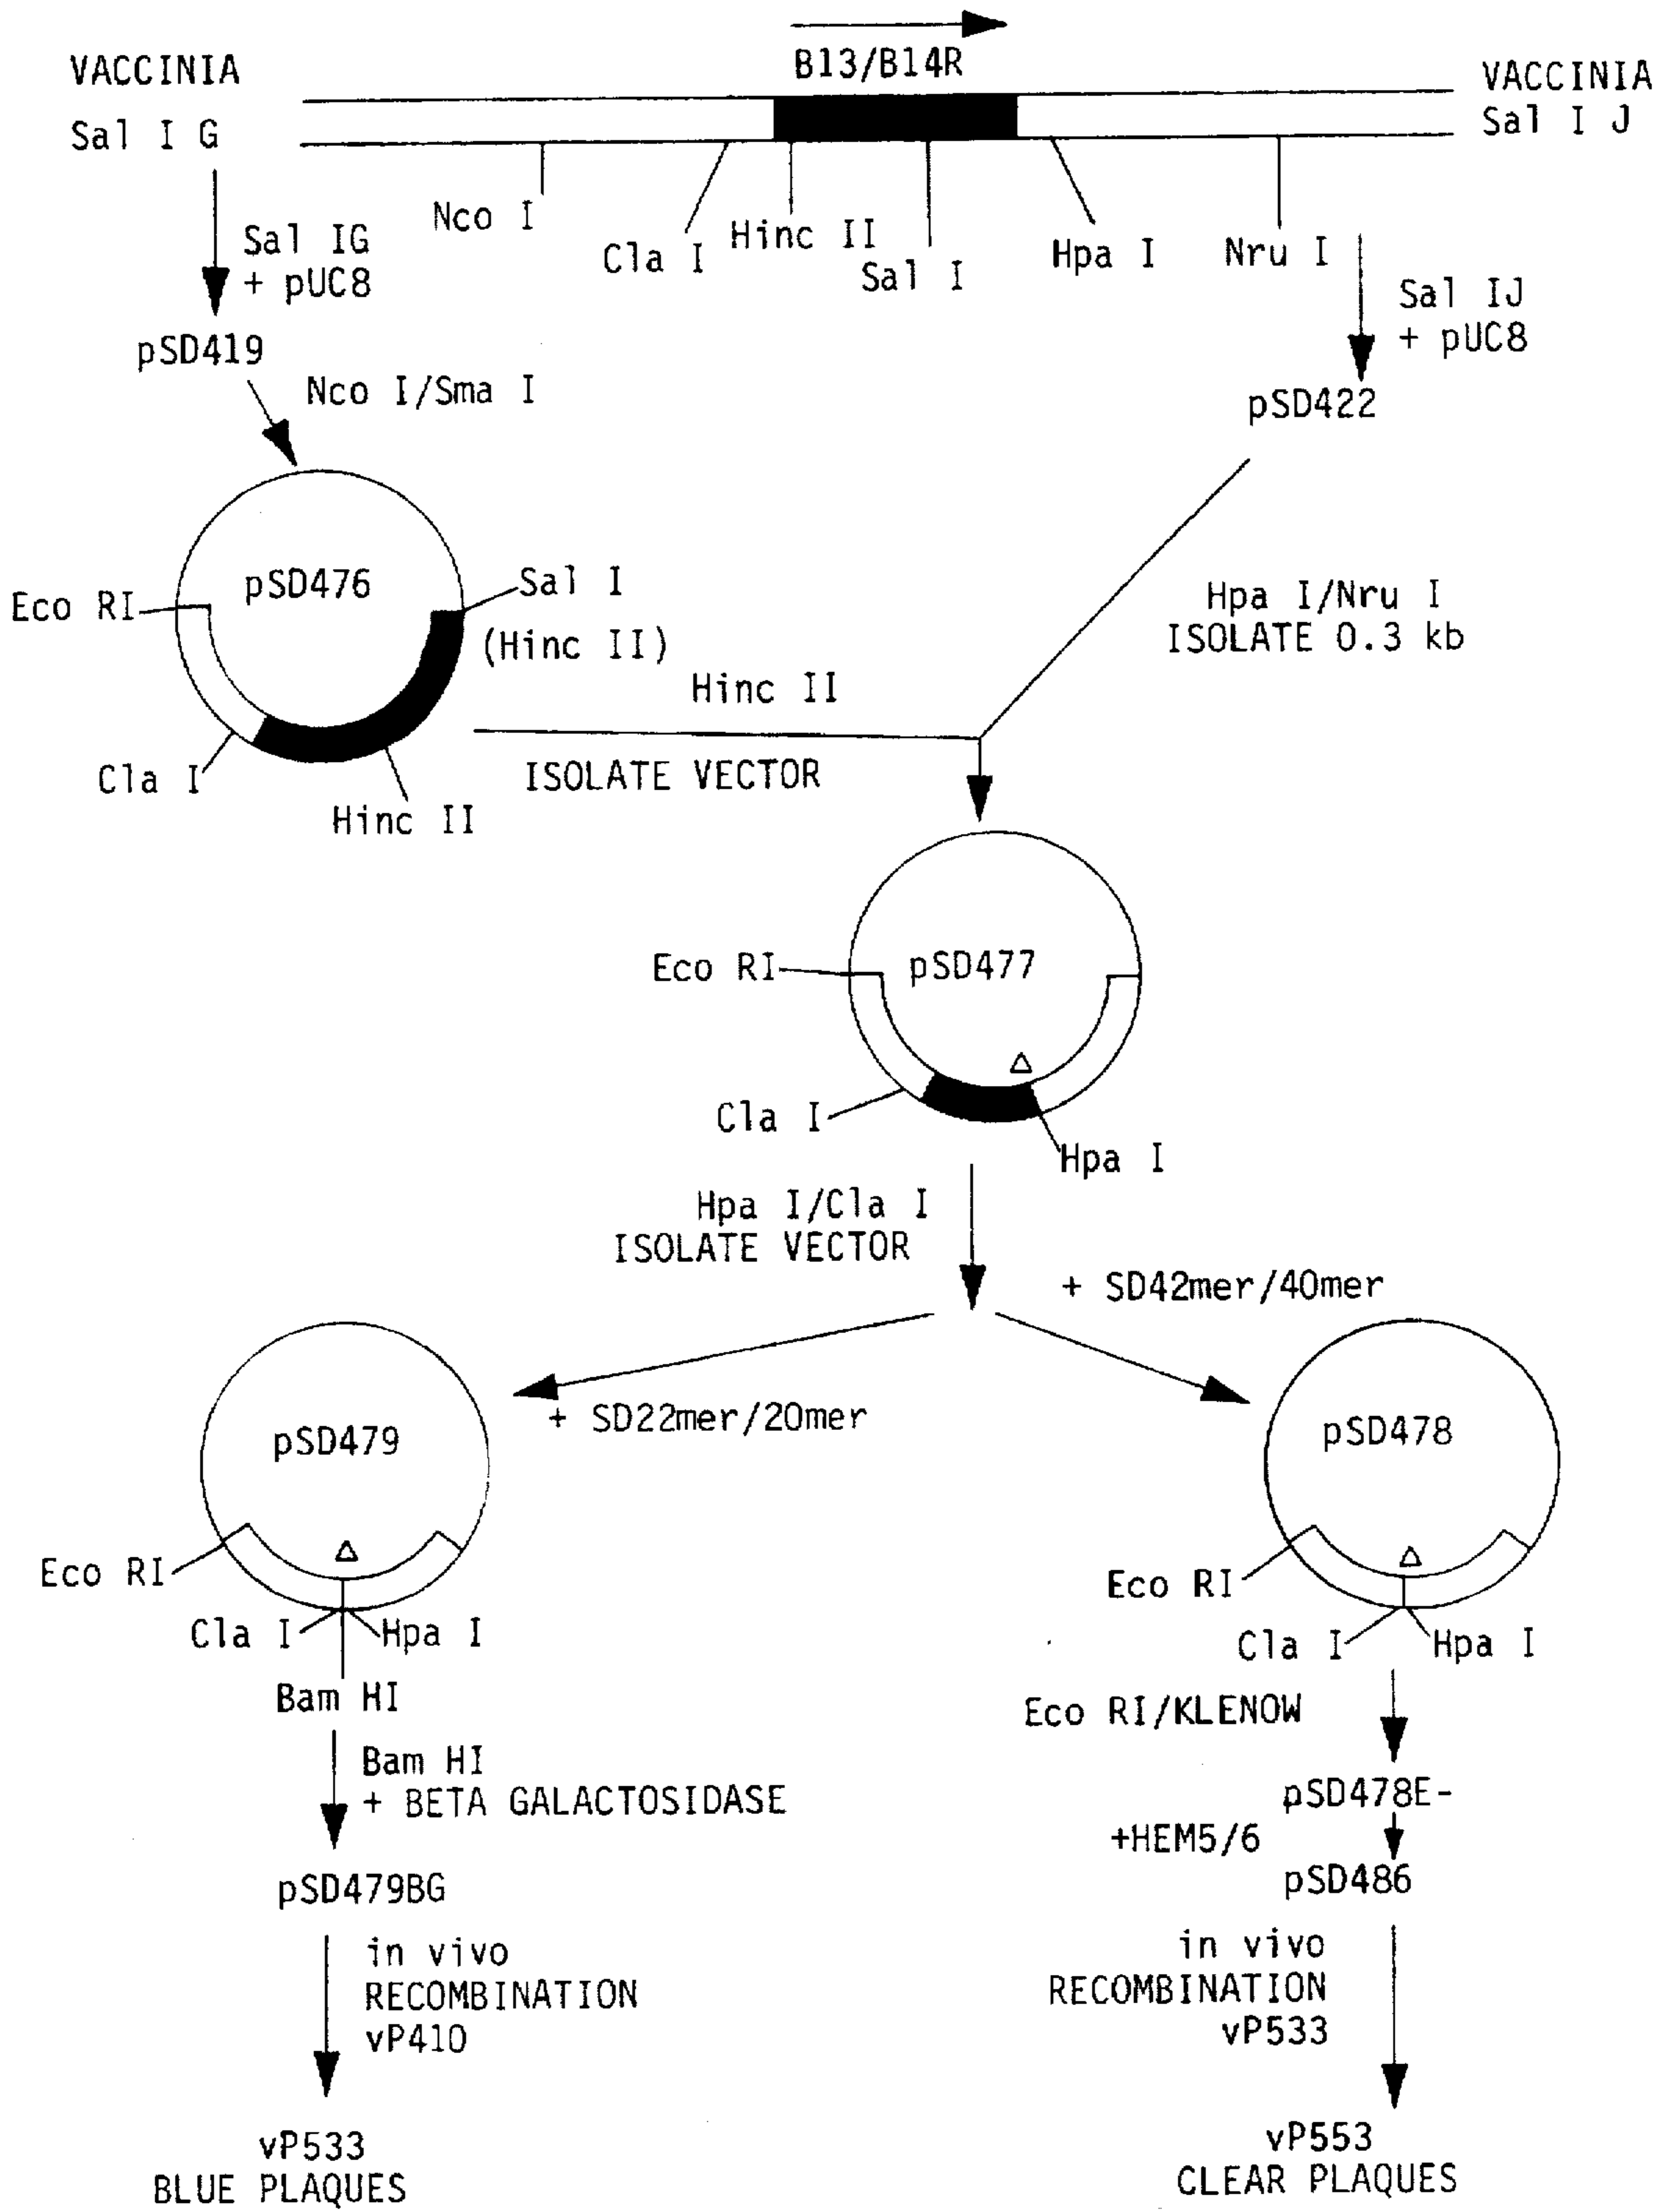 B13/B14R
VACCINIA
Sal I G
VACCINIA
Sal I J
Nco I
Cla I
Hinc II
Sal I
Hpa I
Nru I
Sal IG
+ pUC8
pSD419
Nco I/Sma I
Sal IJ
+ pUC8
pSD422
pSD476
Eco RI
Sal I
(Hinc II)
Cla I
Hinc II
Hinc II
ISOLATE VECTOR
Hpa I/Nru I
ISOLATE 0.3 kb
pSD477
Eco RI
Δ
Cla I
Hpa I
Hpa I/Cla I
ISOLATE VECTOR
+ SD42mer/40mer
+ SD22mer/20mer
pSD479
Eco RI
Δ
Cla I
Hpa I
Bam HI
Bam HI
+ BETA GALACTOSIDASE
pSD479BG
in vivo
RECOMBINATION
vP410
vP533
BLUE PLAQUES
pSD478
Eco RI
Δ
Cla I
Hpa I
Eco RI/KLENOW
pSD478E-
+HEM5/6
pSD486
in vivo
RECOMBINATION
vP533
vP553
CLEAR PLAQUES